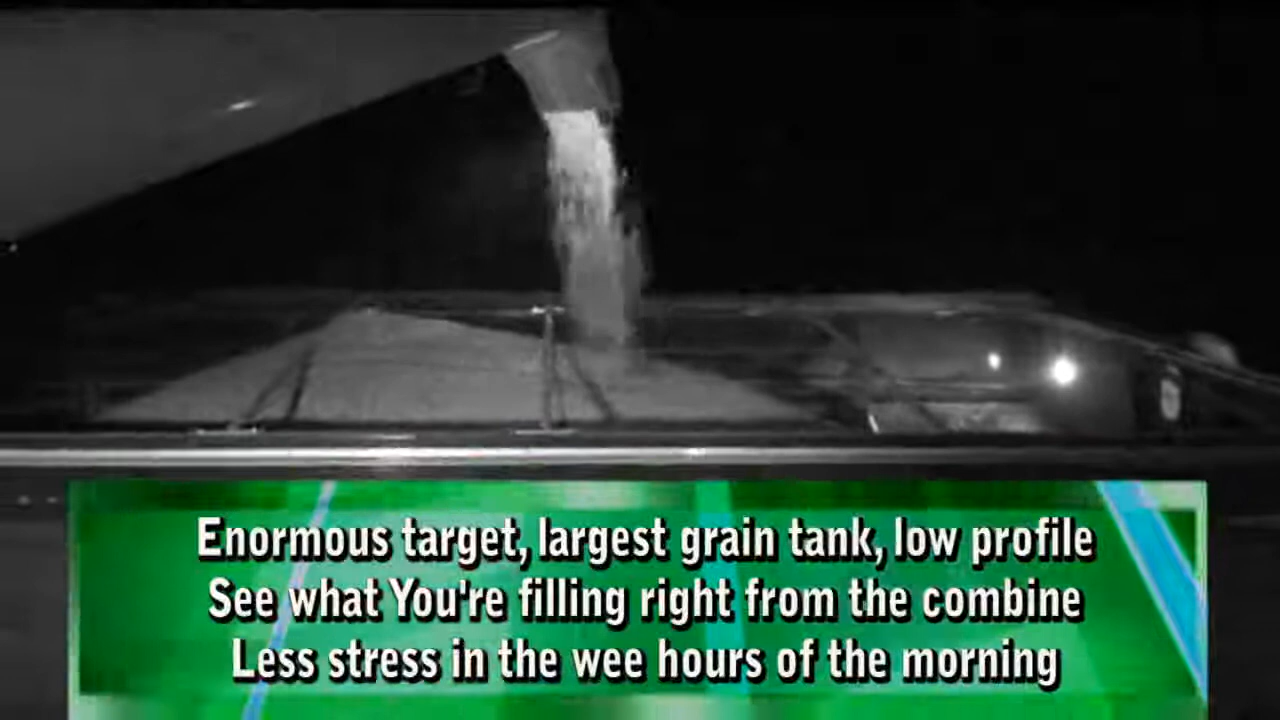 Enormous target, largest grain tank, low profile
See what You're filling right from the combine
Less stress in the wee hours of the morning